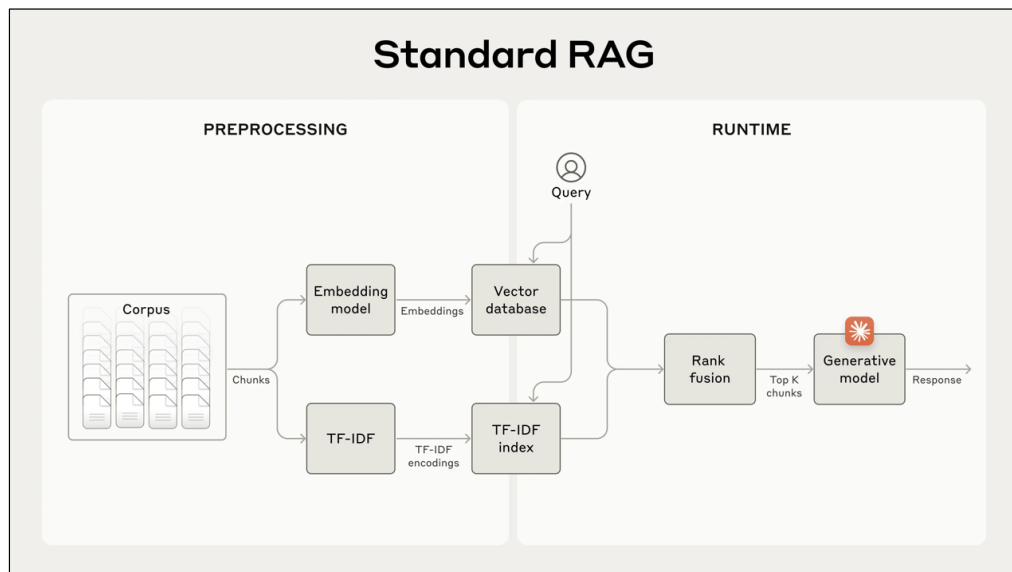 Standard RAG
PREPROCESSING
RUNTIME
Query
Corpus
Chunks
Embedding
model
Embeddings
Vector
database
TF-IDF
TF-IDF
encodings
TF-IDF
index
Rank
fusion
Top K
chunks
Generative
model
Response